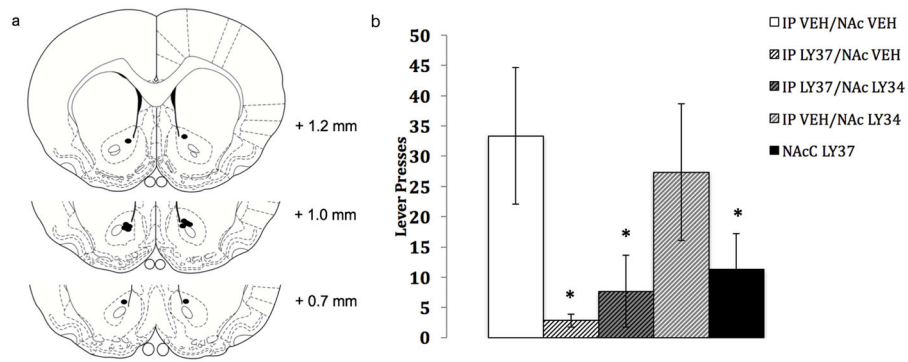 a
+ 1.2 mm
+ 1.0 mm
+ 0.7 mm
b
Lever Presses
50
45
40
35
30
25
20
15
10
5
0
*
*
*
IP VEH/NAc VEH
IP LY37/NAc VEH
IP LY37/NAc LY34
IP VEH/NAc LY34
NAcC LY37